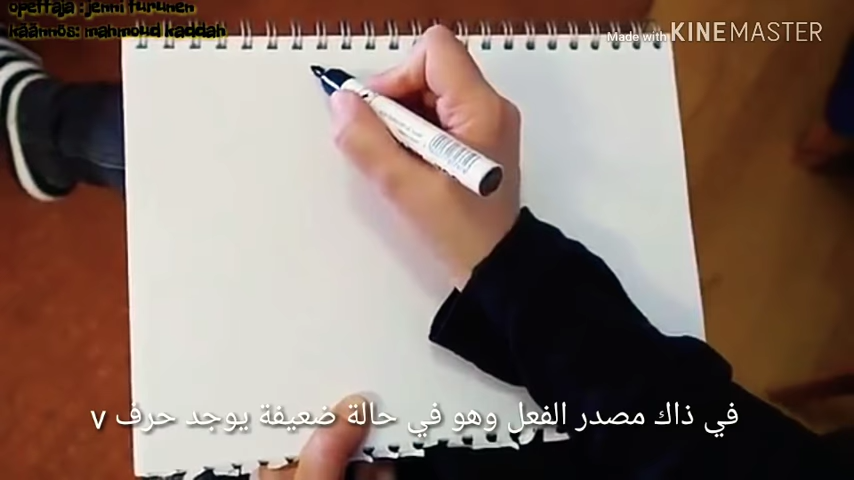 opettaja : jenni turunen
käännös: mahmoud kaddah
Made with KINEMASTER
في ذاك مصدر الفعل وهو في حالة ضعيفة يوجد حرف v